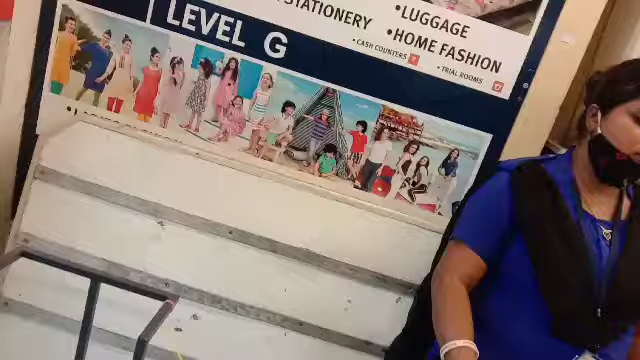 STATIONERY
• LUGGAGE
• HOME FASHION
• CASH COUNTERS
• TRIAL ROOMS
LEVEL G